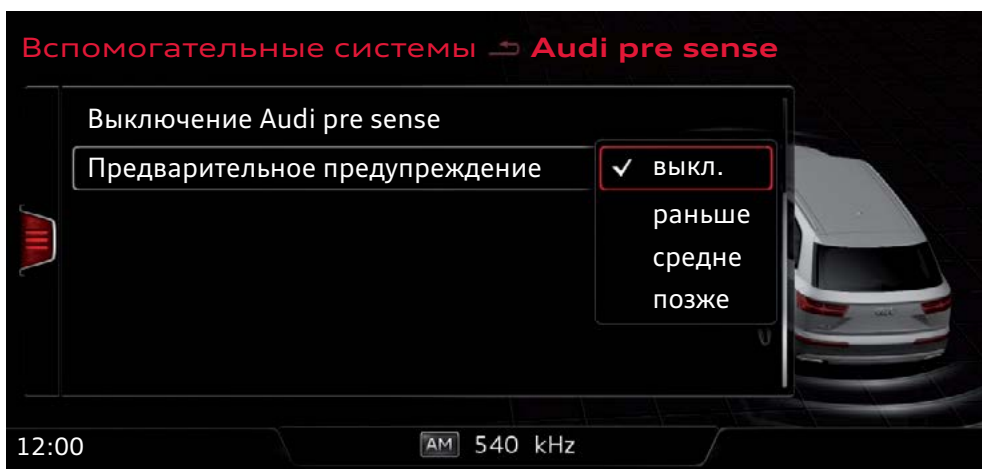 Вспомогательные системы Audi pre sense
Выключение Audi pre sense
Предварительное предупреждение
выкл.
раньше
средне
позже
12:00
AM 540 kHz